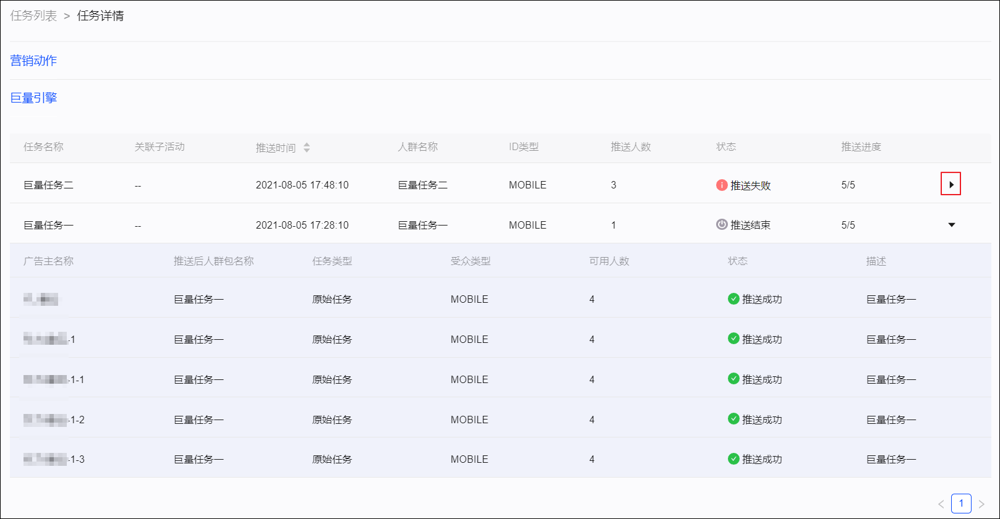 任务列表 > 任务详情
营销动作
巨量引擎
任务名称 关联子活动 推送时间 人群名称 ID类型 推送人数 状态 推送进度
巨量任务二 -- 2021-08-05 17:48:10 巨量任务二 MOBILE 3 推送失败 5/5
巨量任务一 -- 2021-08-05 17:28:10 巨量任务一 MOBILE 1 推送结束 5/5
广告主名称 推送后人群包名称 任务类型 受众类型 可用人数 状态 描述
巨量任务一 原始任务 MOBILE 4 推送成功 巨量任务一
-1 巨量任务一 原始任务 MOBILE 4 推送成功 巨量任务一
-1-1 巨量任务一 原始任务 MOBILE 4 推送成功 巨量任务一
-1-2 巨量任务一 原始任务 MOBILE 4 推送成功 巨量任务一
-1-3 巨量任务一 原始任务 MOBILE 4 推送成功 巨量任务一
< 1 >